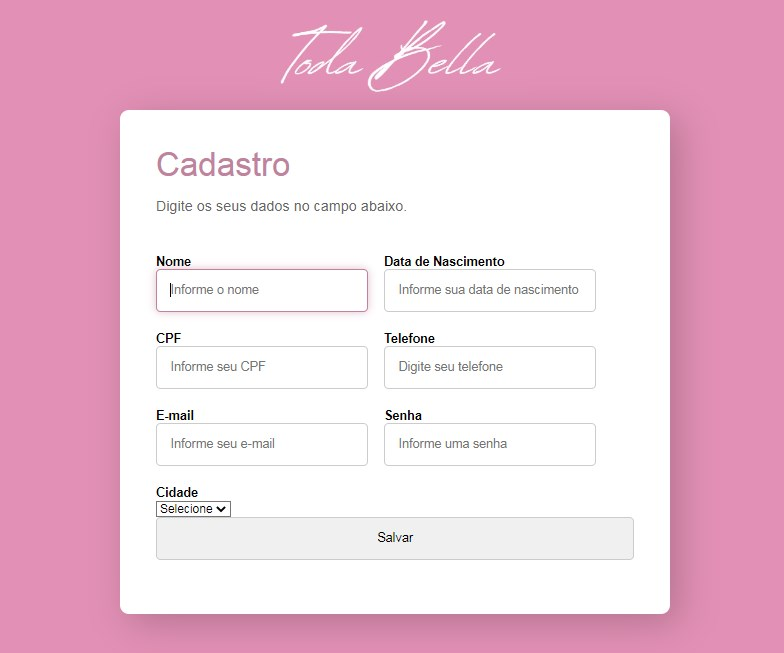 Toda Bella
Cadastro
Digite os seus dados no campo abaixo.
Nome
Data de Nascimento
Informe o nome
Informe sua data de nascimento
CPF
Telefone
Informe seu CPF
Digite seu telefone
E-mail
Senha
Informe seu e-mail
Informe uma senha
Cidade
Selecione
Salvar